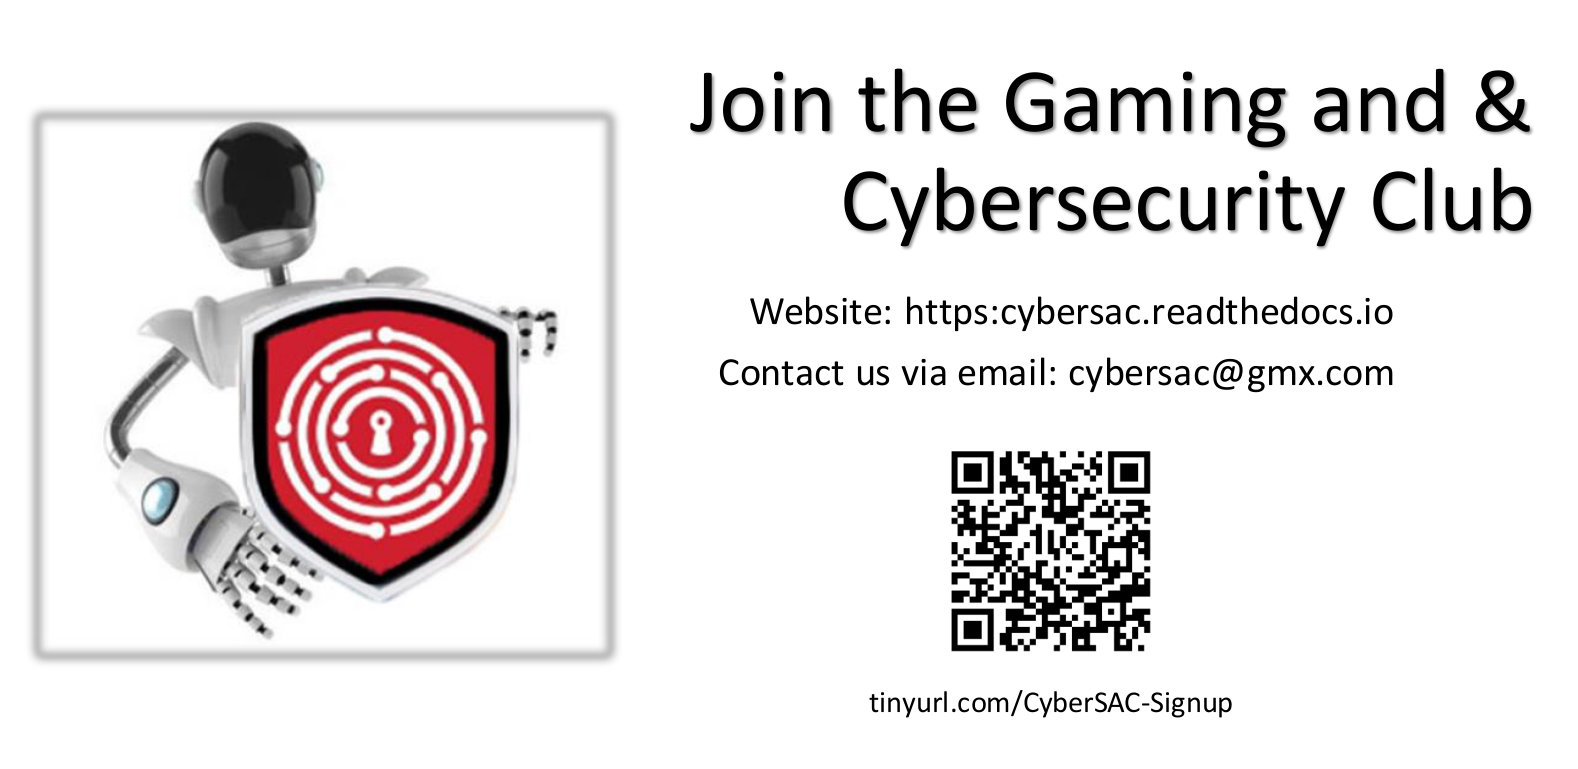 Join the Gaming and &
Cybersecurity Club
Website: https:cybersac.readthedocs.io
Contact us via email: cybersac@gmx.com
tinyurl.com/CyberSAC-Signup